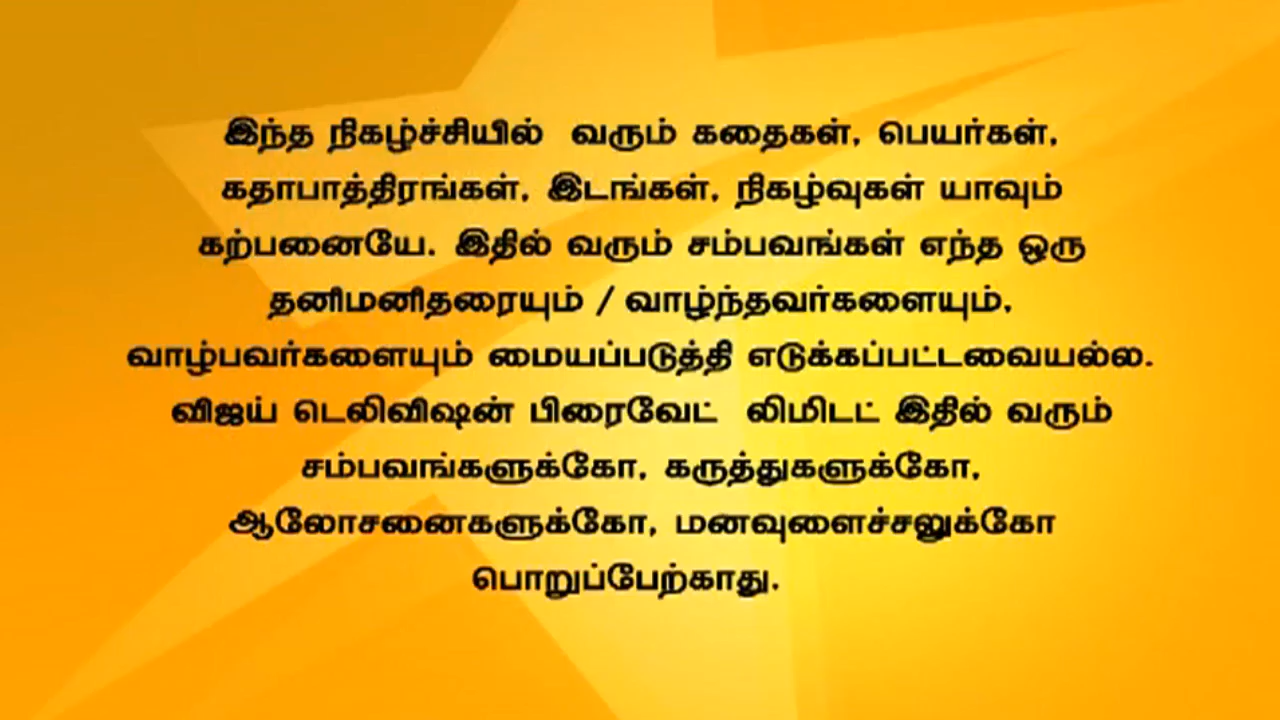 இந்த நிகழ்ச்சியில் வரும் கதைகள், பெயர்கள்,
கதாபாத்திரங்கள், இடங்கள், நிகழ்வுகள் யாவும்
கற்பனையே. இதில் வரும் சம்பவங்கள் எந்த ஒரு
தனிமனிதரையும் / வாழ்ந்தவர்களையும்,
வாழ்பவர்களையும் மையப்படுத்தி எடுக்கப்பட்டவையல்ல.
விஜய் டெலிவிஷன் பிரைவேட் லிமிடட் இதில் வரும்
சம்பவங்களுக்கோ, கருத்துகளுக்கோ,
ஆலோசனைகளுக்கோ, மனவுளைச்சலுக்கோ
பொறுப்பேற்காது.